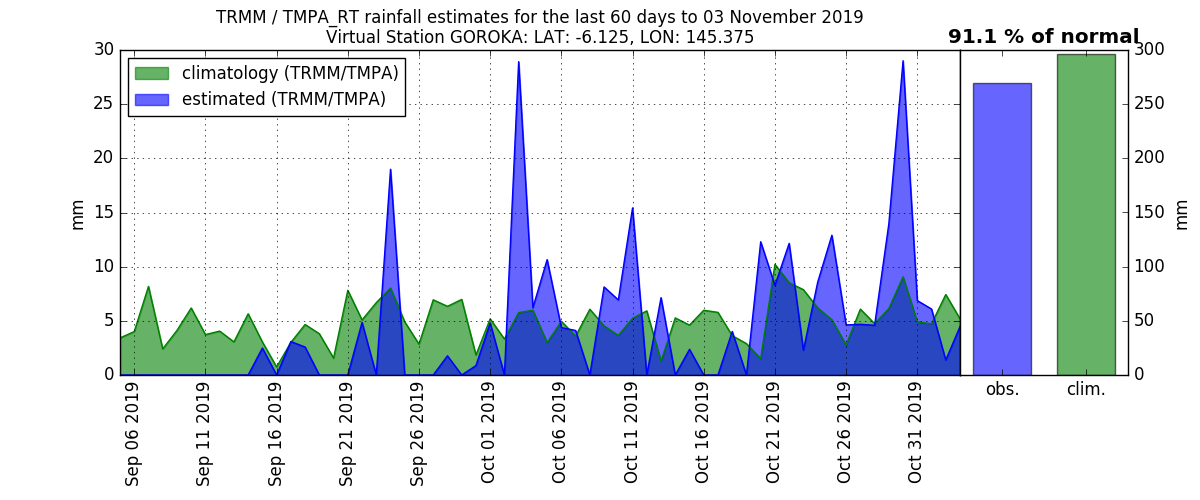 TRMM / TMPA_RT rainfall estimates for the last 60 days to 03 November 2019
Virtual Station GOROKA: LAT: -6.125, LON: 145.375
91.1 % of normal
climatology (TRMM/TMPA)
estimated (TRMM/TMPA)
mm
30
25
20
15
10
5
0
Sep 06 2019
Sep 11 2019
Sep 16 2019
Sep 21 2019
Sep 26 2019
Oct 01 2019
Oct 06 2019
Oct 11 2019
Oct 16 2019
Oct 21 2019
Oct 26 2019
Oct 31 2019
300
250
200
150
100
50
0
mm
obs.
clim.